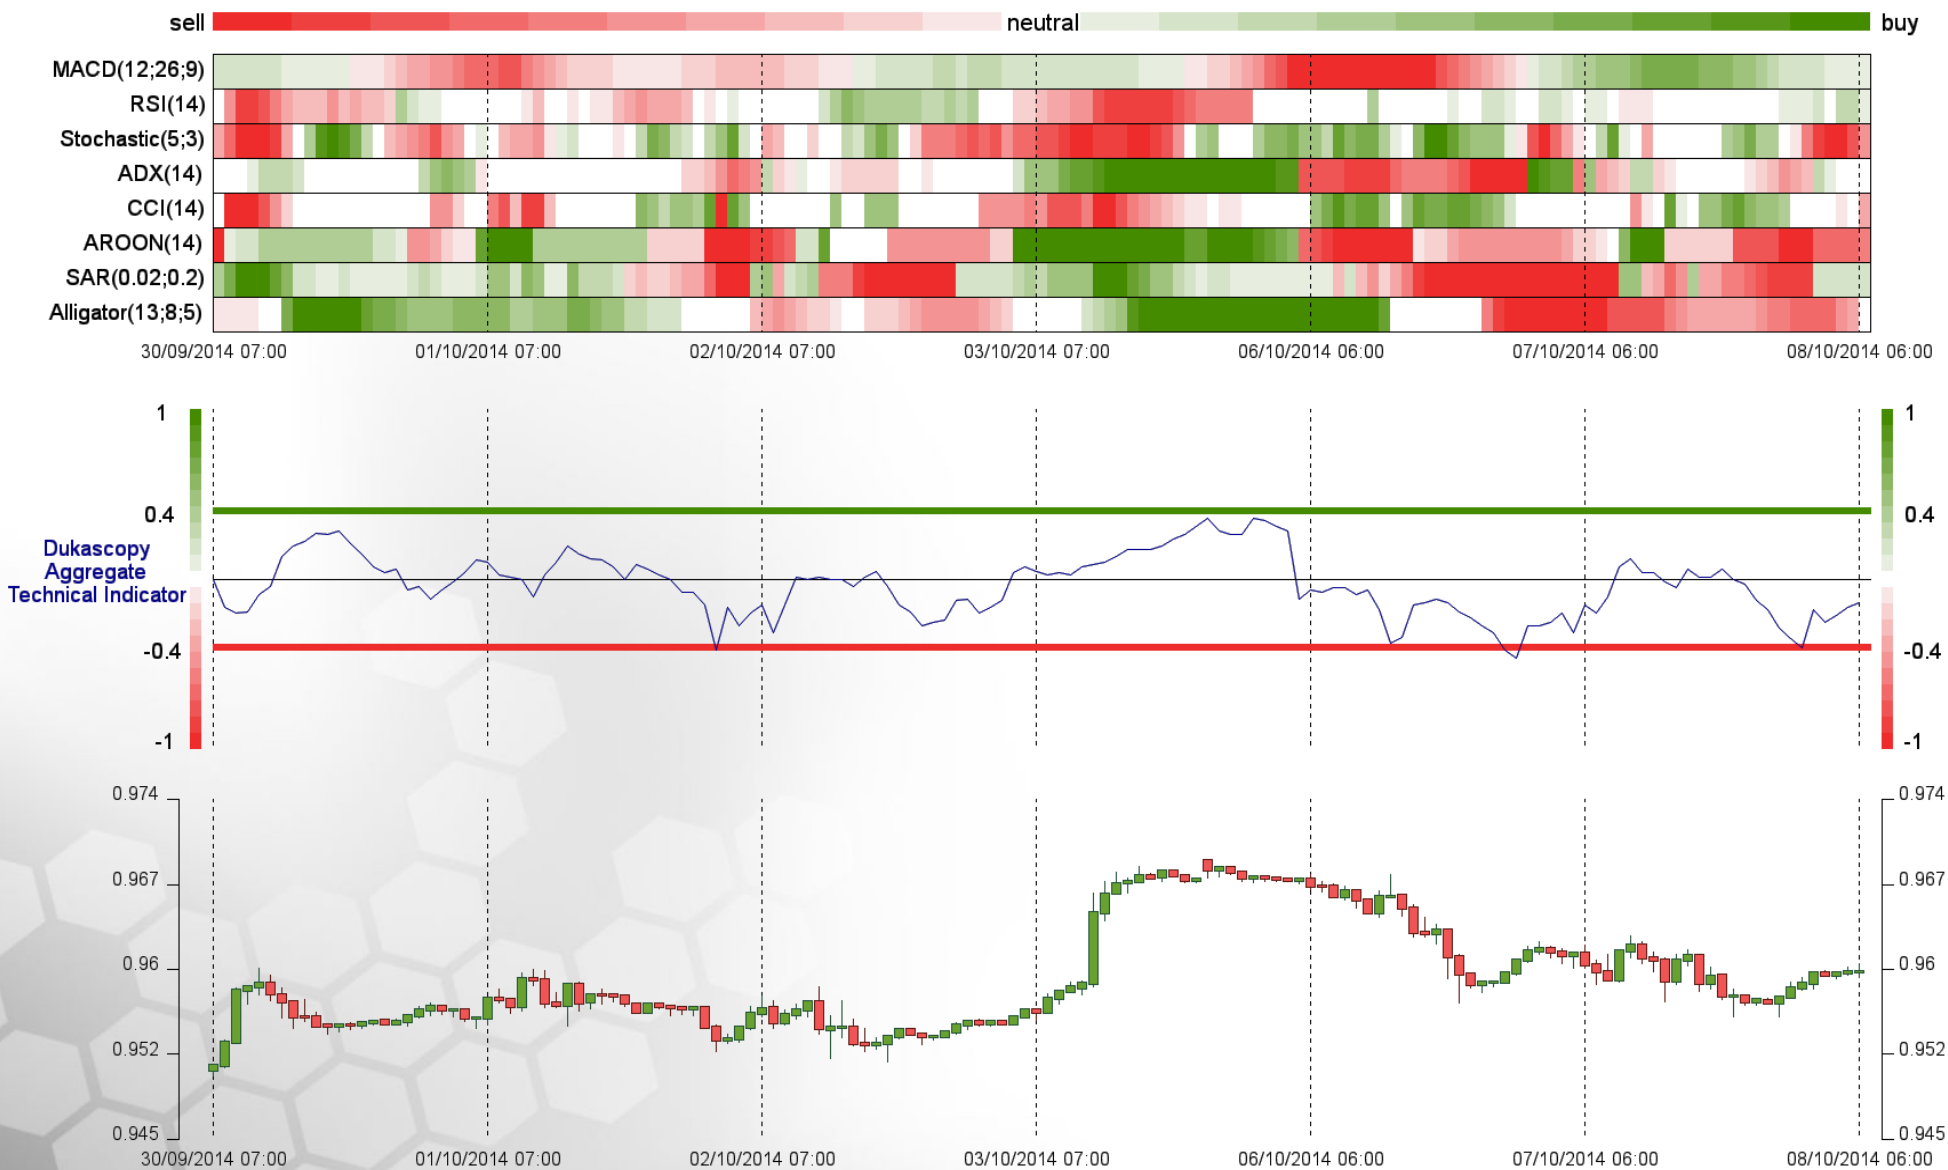 sell neutral buy
MACD(12;26;9)
RSI(14)
Stochastic(5;3)
ADX(14)
CCI(14)
AROON(14)
SAR(0.02;0.2)
Alligator(13;8;5)
30/09/2014 07:00 01/10/2014 07:00 02/10/2014 07:00 03/10/2014 07:00 06/10/2014 06:00 07/10/2014 06:00 08/10/2014 06:00
1 1
0.4 0.4
Dukascopy
Aggregate
Technical Indicator
-0.4 -0.4
-1 -1
0.974 0.974
0.967 0.967
0.96 0.96
0.952 0.952
0.945 0.945
30/09/2014 07:00 01/10/2014 07:00 02/10/2014 07:00 03/10/2014 07:00 06/10/2014 06:00 07/10/2014 06:00 08/10/2014 06:00